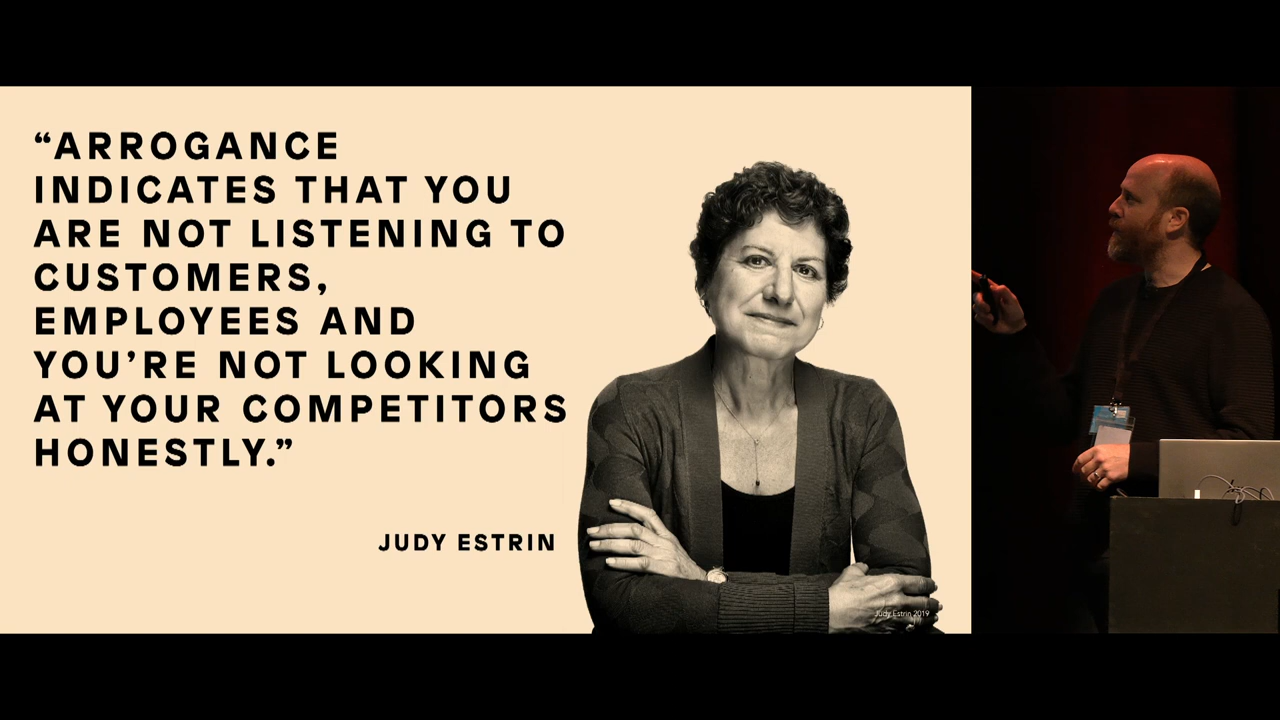 “ARROGANCE
INDICATES THAT YOU
ARE NOT LISTENING TO
CUSTOMERS,
EMPLOYEES AND
YOU’RE NOT LOOKING
AT YOUR COMPETITORS
HONESTLY.”
JUDY ESTRIN
Judy Estrin 2019